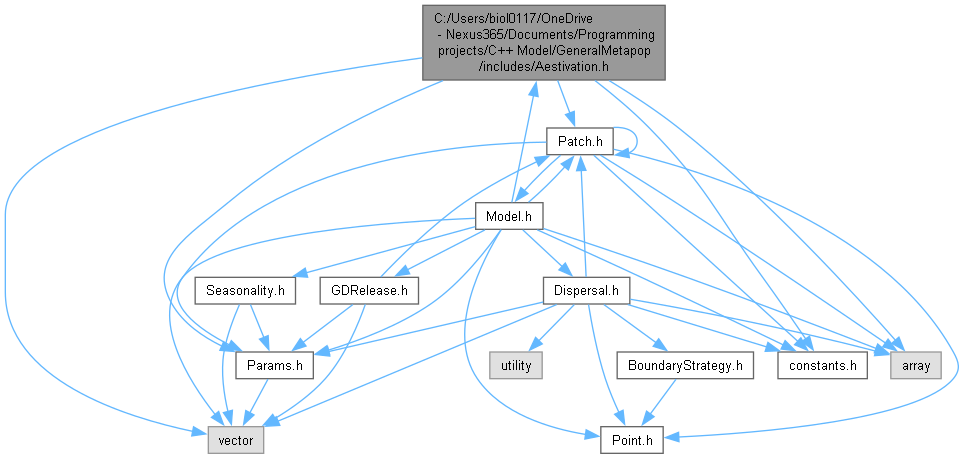 C:/Users/biol0117/OneDrive
- Nexus365/Documents/Programming
projects/C++ Model/GeneralMetapop
/includes/Aestivation.h
Patch.h
Model.h
Seasonality.h
GDRelease.h
Dispersal.h
Params.h
utility
BoundaryStrategy.h
constants.h
array
vector
Point.h